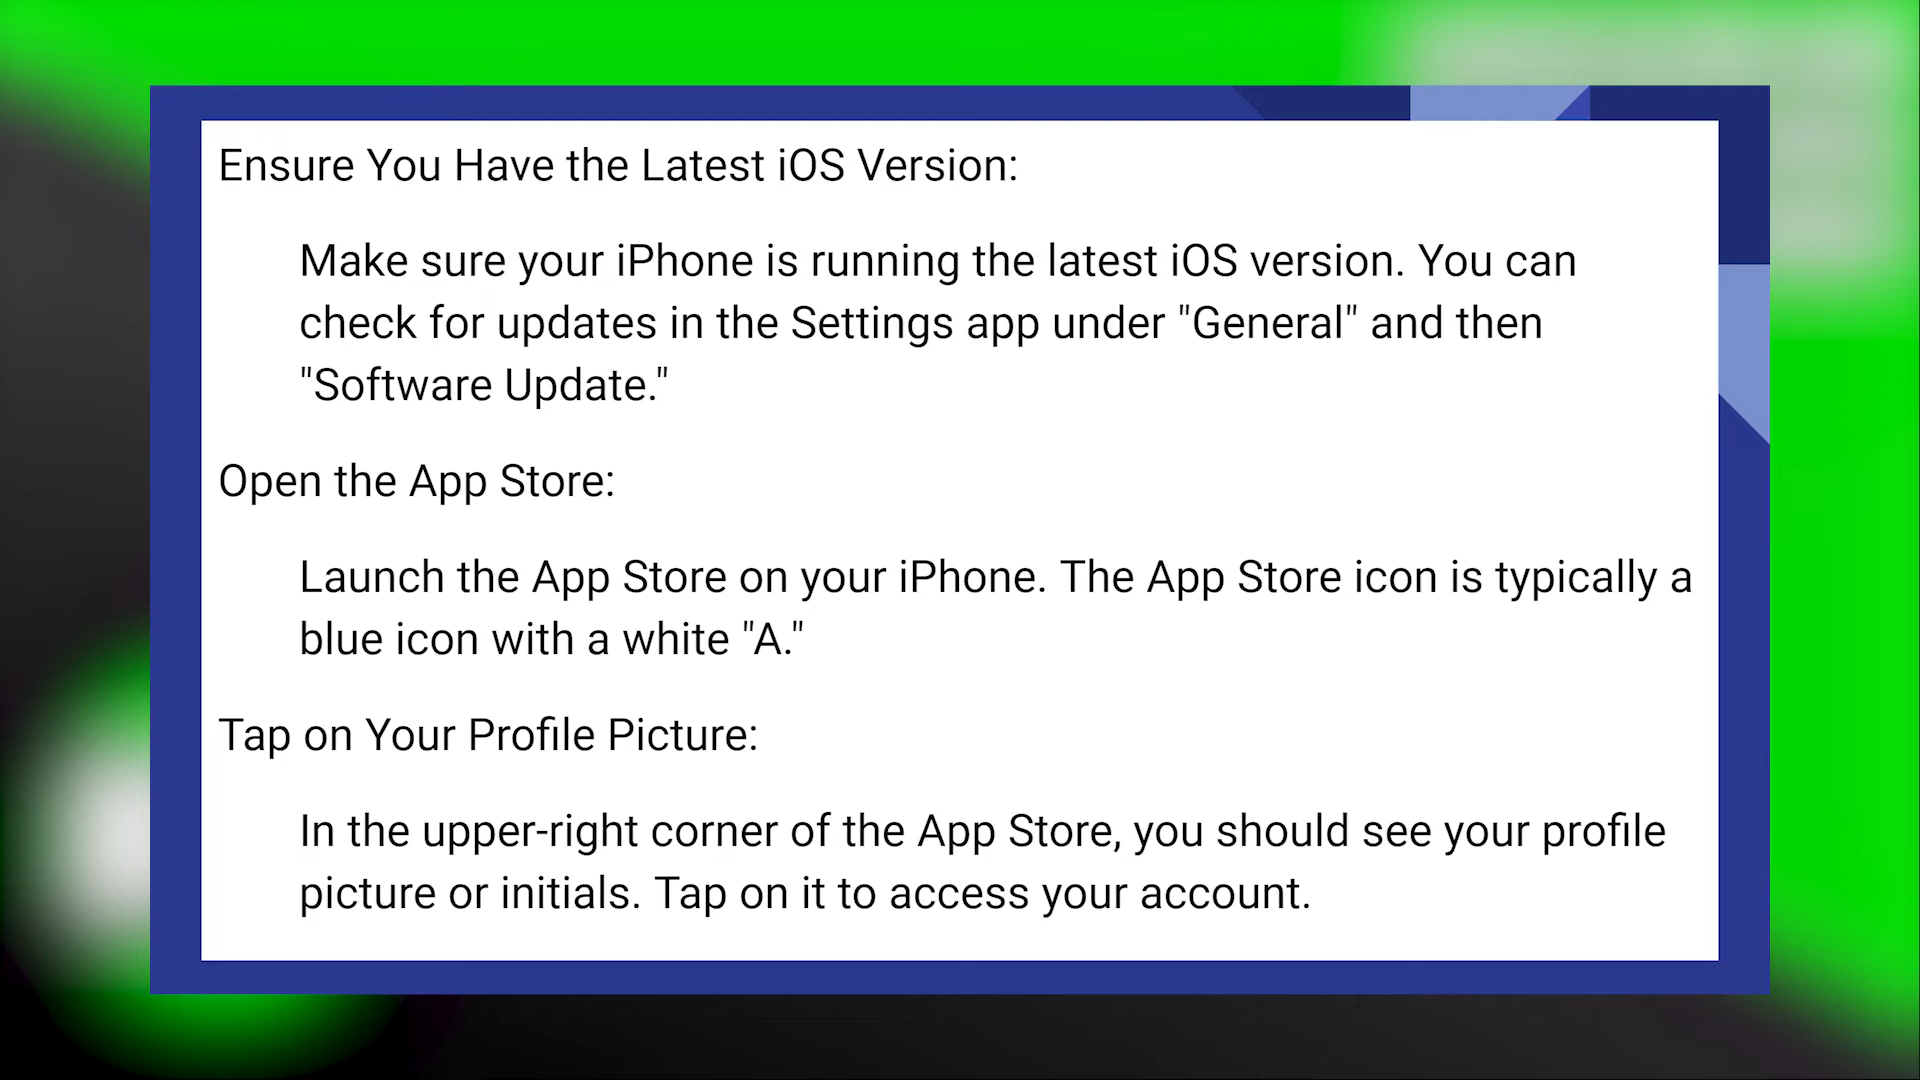 Ensure You Have the Latest iOS Version:
Make sure your iPhone is running the latest iOS version. You can
check for updates in the Settings app under "General" and then
"Software Update."
Open the App Store:
Launch the App Store on your iPhone. The App Store icon is typically a
blue icon with a white "A."
Tap on Your Profile Picture:
In the upper-right corner of the App Store, you should see your profile
picture or initials. Tap on it to access your account.